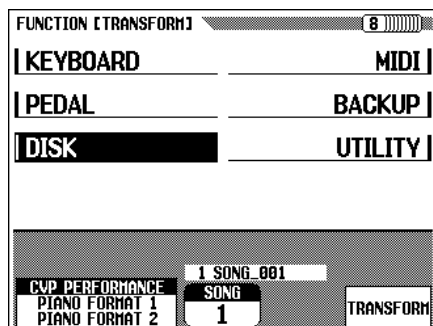 FUNCTION [TRANSFORM] 8
KEYBOARD MIDI
PEDAL BACKUP
DISK UTILITY
1 SONG_001
CVP PERFORMANCE
PIANO FORMAT 1
PIANO FORMAT 2
SONG
1
TRANSFORM